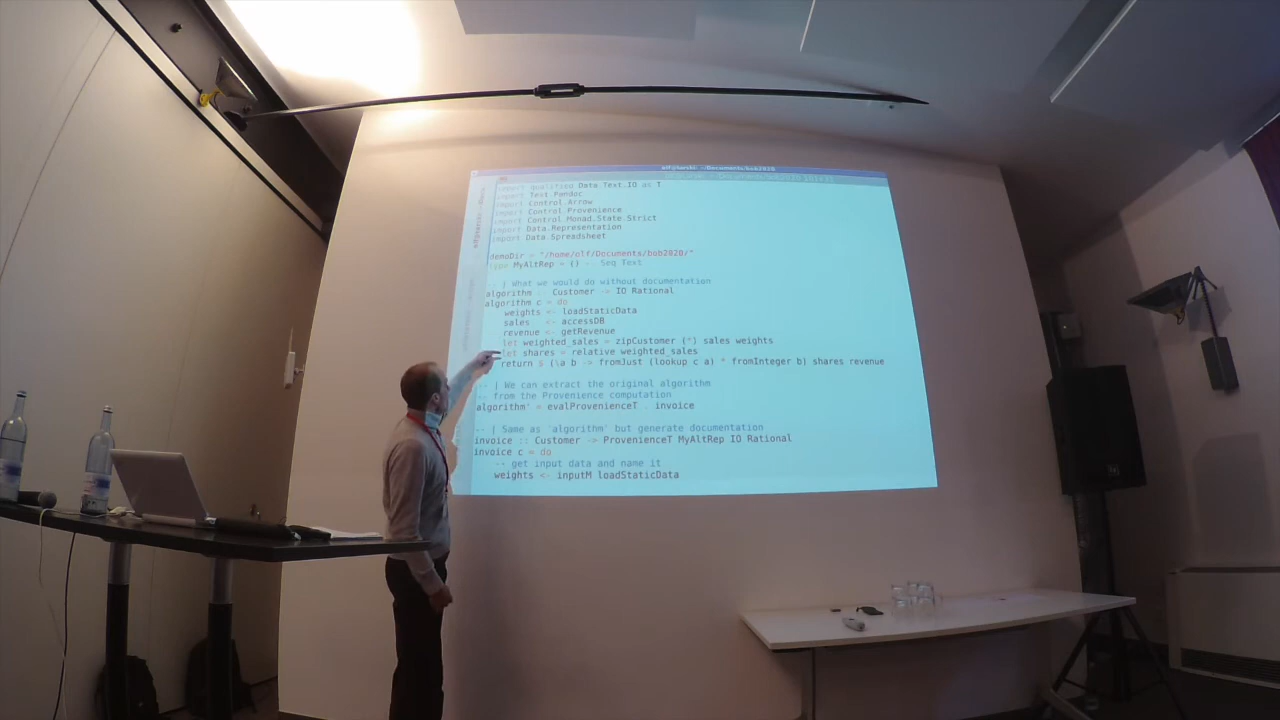 olf@tarski: ~/Documents/bob2020
import qualified Data.Text.IO as T
import Text.Pandoc
import Control.Arrow
import Control.Provenience
import Control.Monad.State.Strict
import Data.Representation
import Data.Spreadsheet
demoDir = "/home/olf/Documents/bob2020/"
type MyAltRep = () -- Seq Text
-- | What we would do without documentation
algorithm :: Customer -> IO Rational
algorithm c = do
weights <- loadStaticData
sales <- accessDB
revenue <- getRevenue
let weighted_sales = zipCustomer (*) sales weights
let shares = relative weighted_sales
return $ (\a b -> fromJust (lookup c a) * fromInteger b) shares revenue
-- | We can extract the original algorithm
-- from the Provenience computation
algorithm' = evalProvenienceT . invoice
-- | Same as 'algorithm' but generate documentation
invoice :: Customer -> ProvenienceT MyAltRep IO Rational
invoice c = do
-- get input data and name it
weights <- inputM loadStaticData